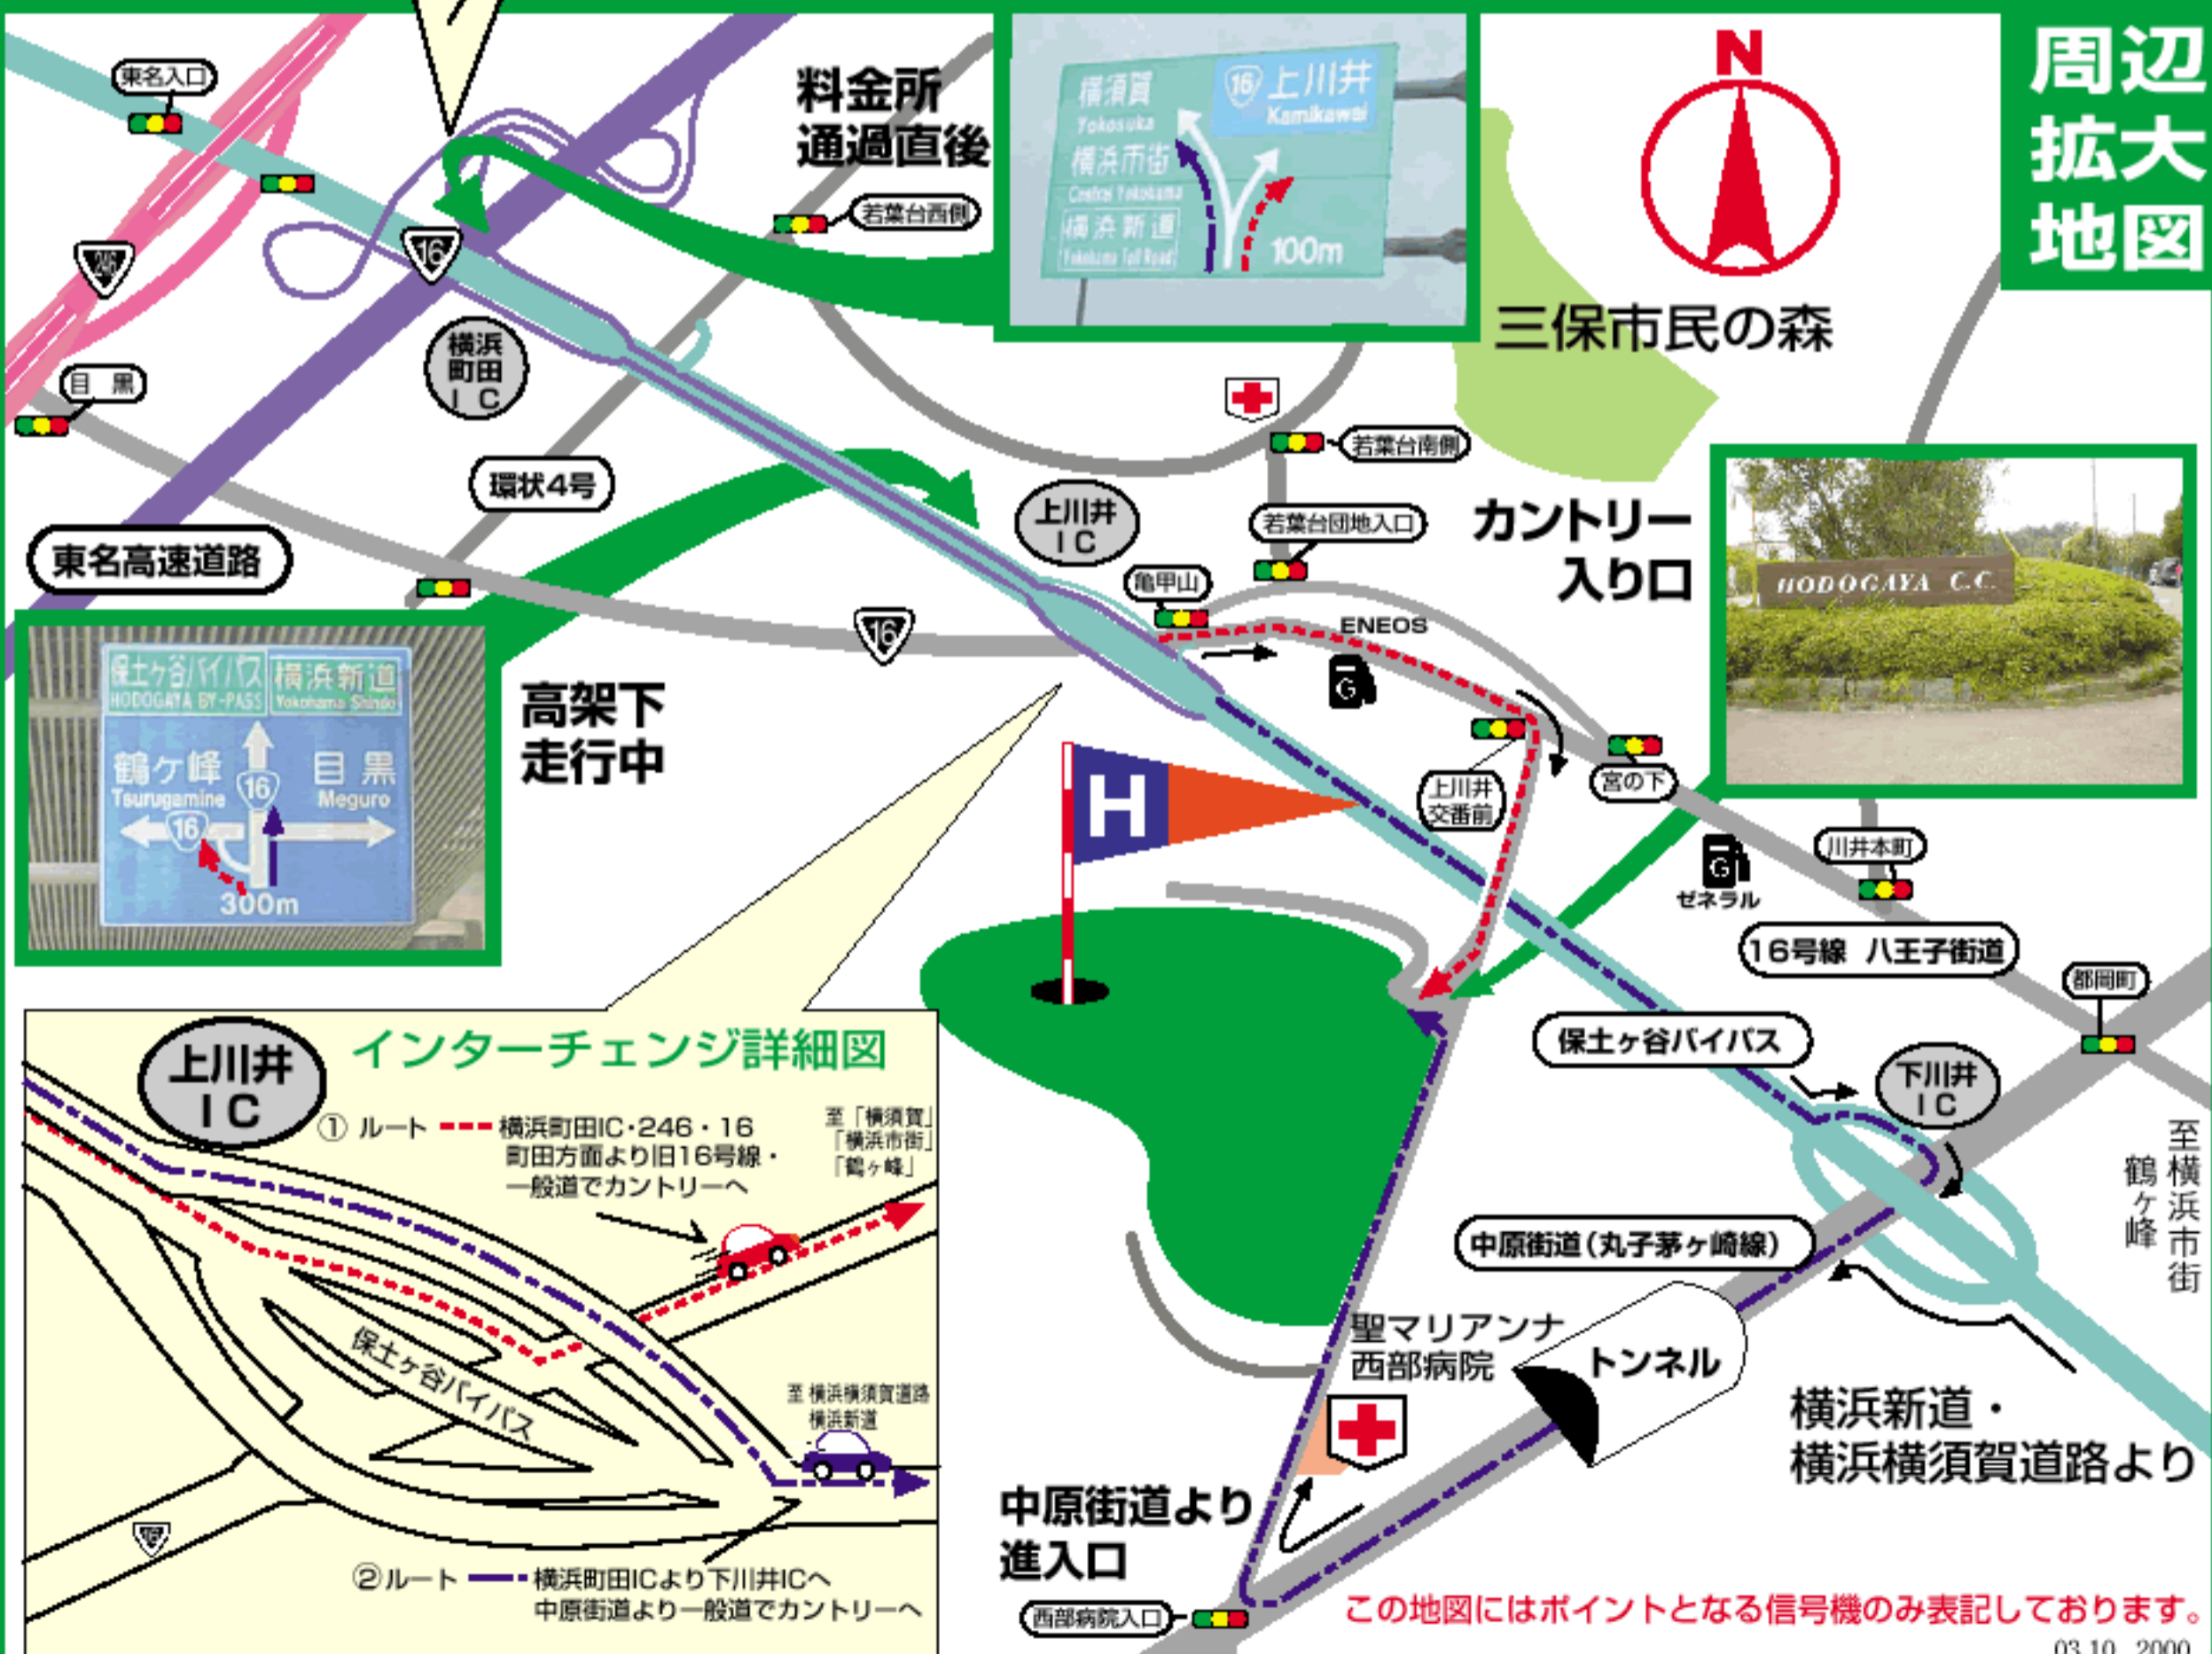 周辺
拡大
地図
N
東名入口
料金所
通過直後
横須賀
Yokosuka
横浜市街
Central Yokohama
横浜新道
Yokohama Toll Road
16 上川井
Kamikawai
100m
若葉台西側
246
16
横浜
町田
IC
三保市民の森
目黒
若葉台南側
環状4号
上川井
IC
若葉台団地入口
カントリー
入り口
HODOGAYA C.C.
東名高速道路
亀甲山
16
ENEOS
G
保土ヶ谷バイパス
HODOGAYA BY-PASS
横浜新道
Yokohama Shindo
鶴ケ峰
Tsurugamine
16
目黒
Meguro
16
300m
高架下
走行中
H
上川井
交番前
宮の下
G
ゼネラル
川井本町
16号線 八王子街道
都岡町
保土ヶ谷バイパス
下川井
IC
至横浜市街
鶴ヶ峰
中原街道(丸子茅ヶ崎線)
聖マリアンナ
西部病院
トンネル
横浜新道・
横浜横須賀道路より
中原街道より
進入口
西部病院入口
上川井
IC
インターチェンジ詳細図
① ルート 横浜町田IC・246・16
町田方面より旧16号線・
一般道でカントリーへ
至「横須賀」
「横浜市街」
「鶴ヶ峰」
保土ヶ谷バイパス
至 横浜横須賀道路
横浜新道
16
②ルート 横浜町田ICより下川井ICへ
中原街道より一般道でカントリーへ
この地図にはポイントとなる信号機のみ表記しております。
03.10 2000